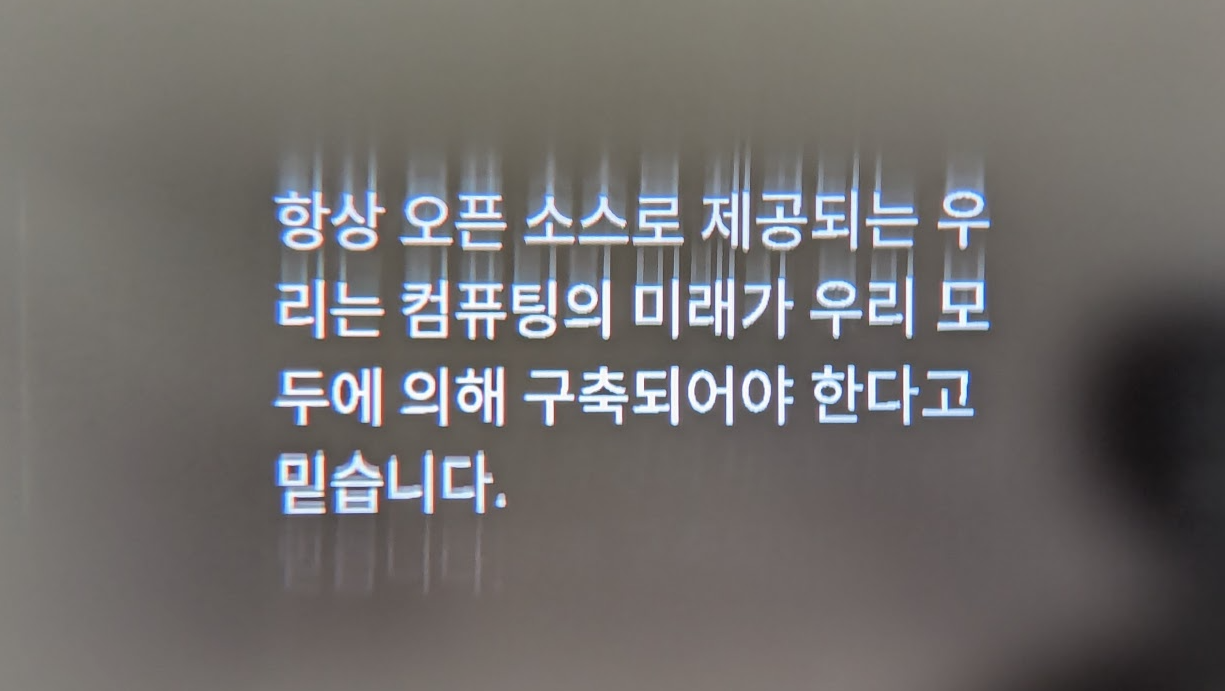 항상 오픈 소스로 제공되는 우
리는 컴퓨팅의 미래가 우리 모
두에 의해 구축되어야 한다고
믿습니다.